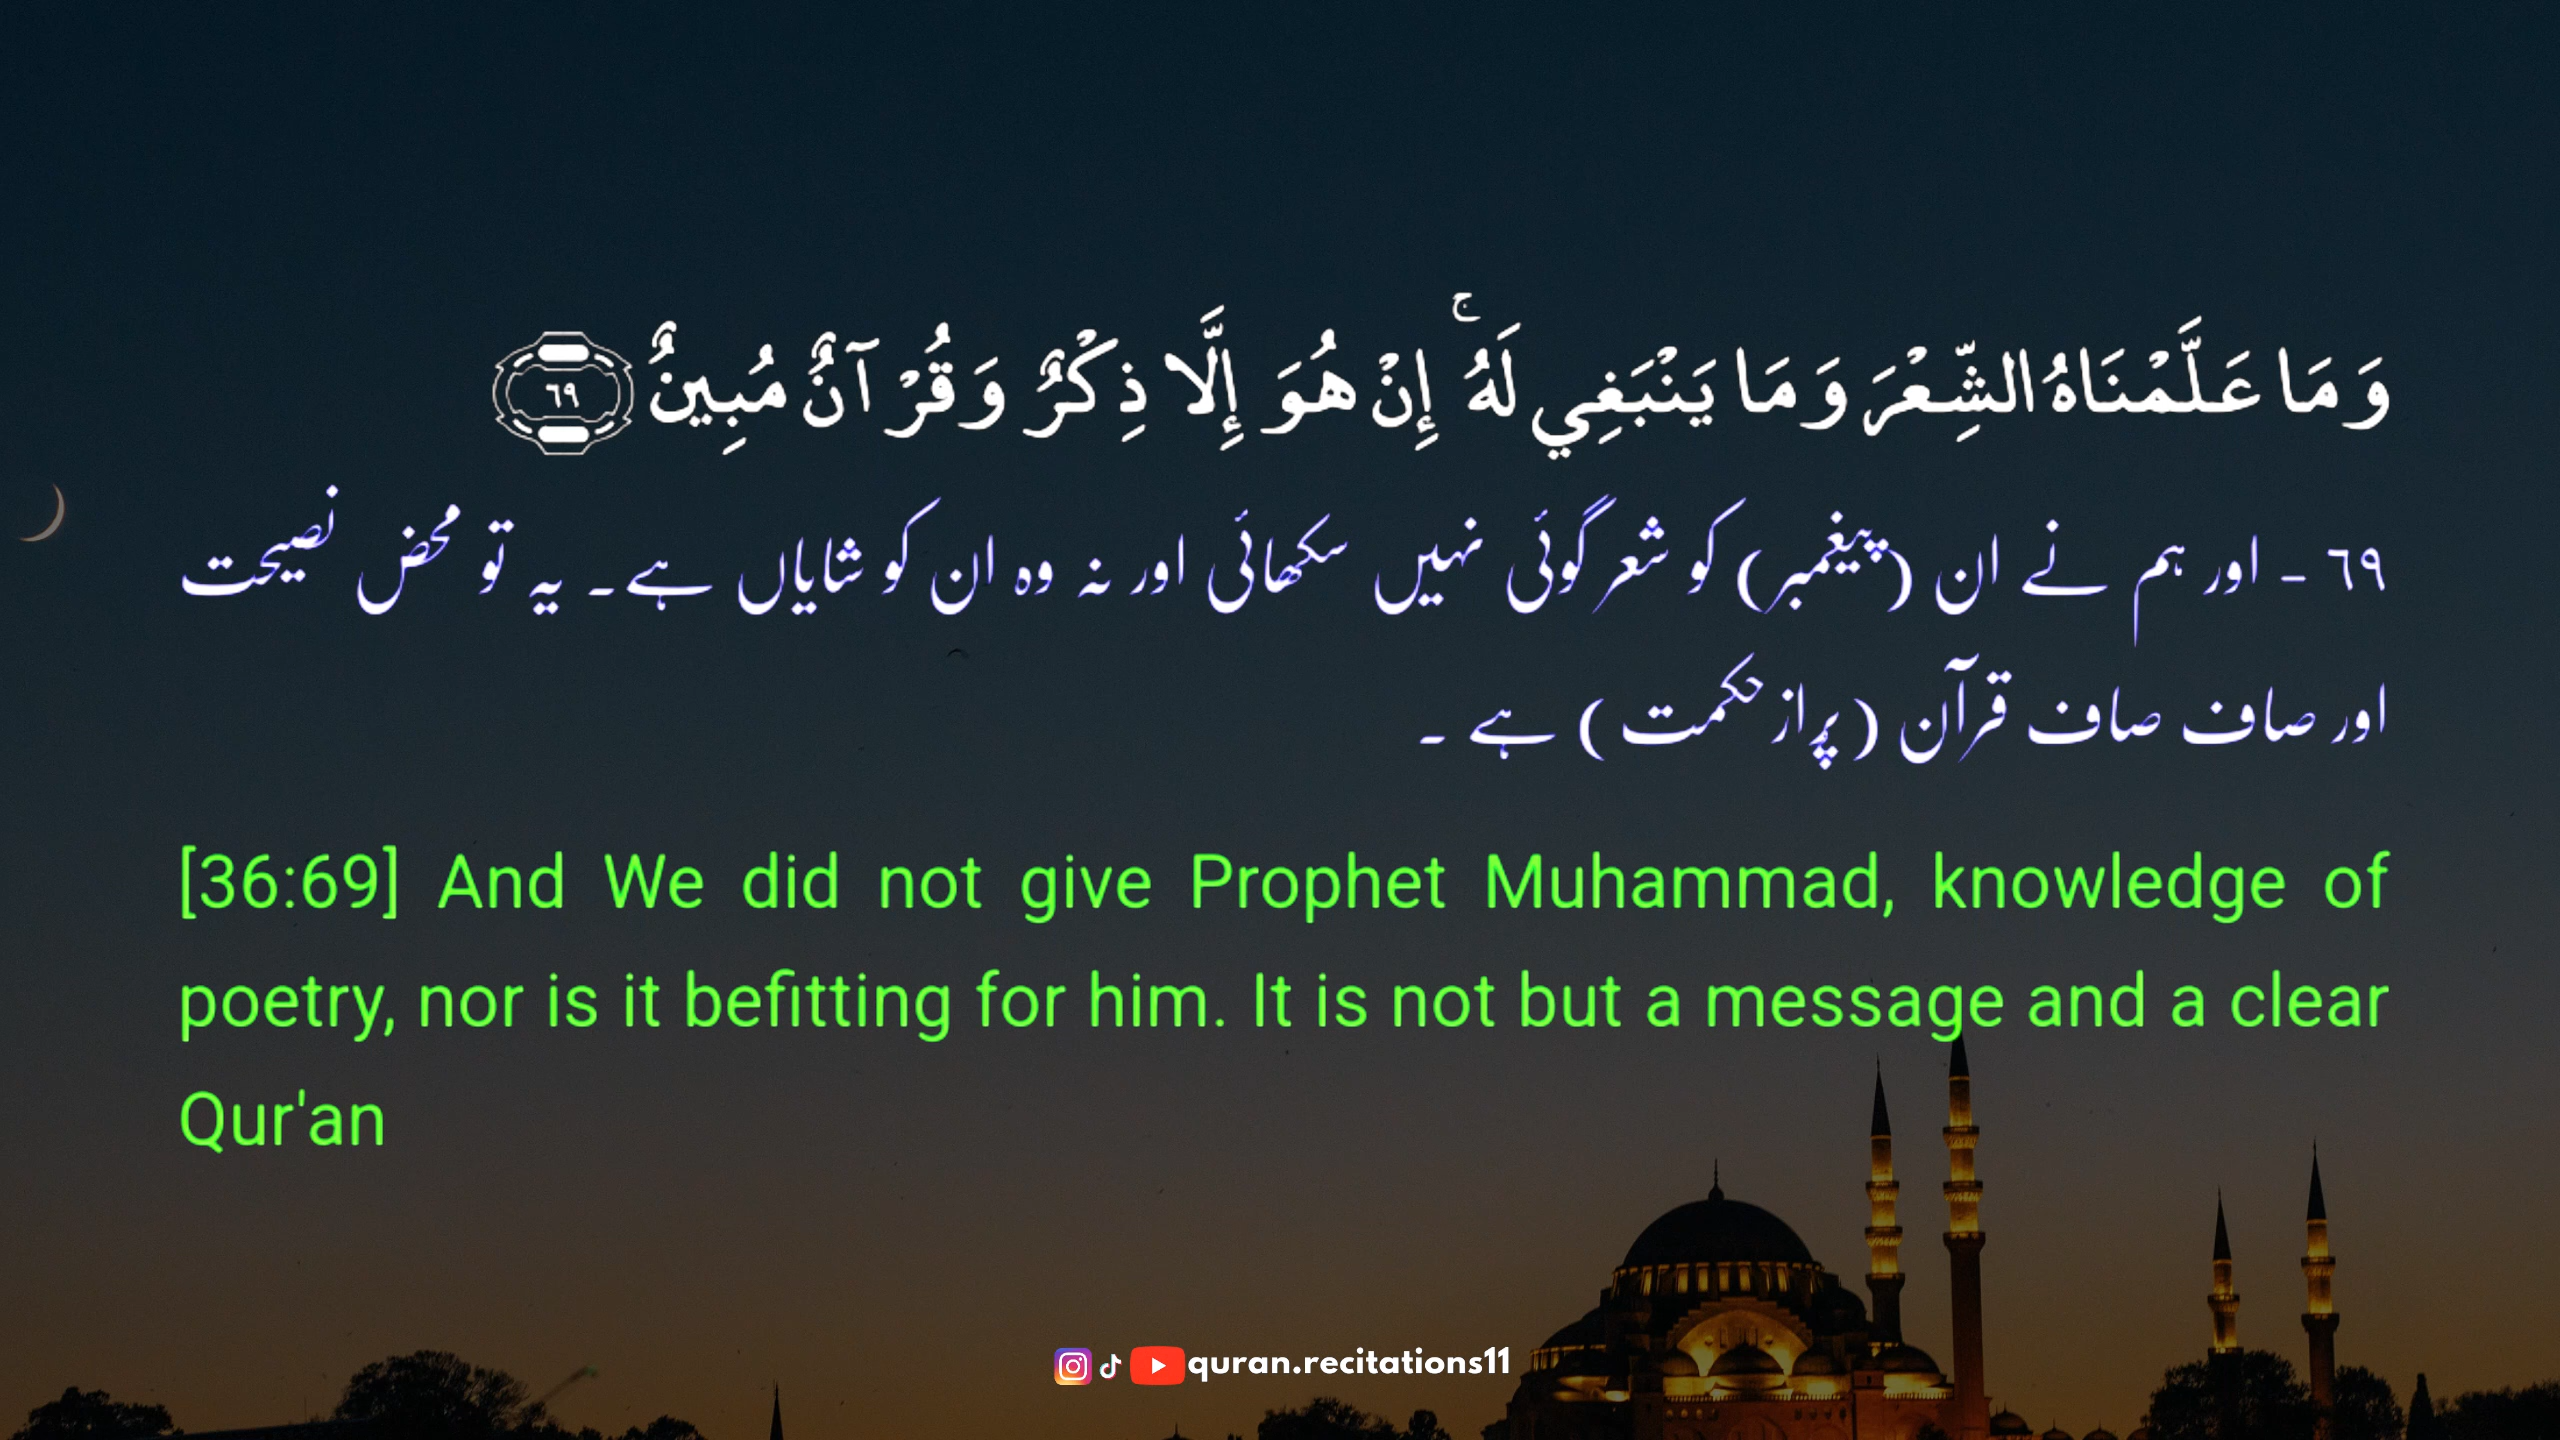 وَمَا عَلَّمْنَاهُ الشِّعْرَ وَمَا يَنْبَغِي لَهُ ۚ إِنْ هُوَ إِلَّا ذِكْرٌ وَقُرْآنٌ مُبِينٌ ٦٩
٦٩ - اور ہم نے ان (پیغمبر) کو شعر گوئی نہیں سکھائی اور نہ وہ ان کو شایاں ہے۔ یہ تو محض نصیحت
اور صاف صاف قرآن (پُراز حکمت) ہے ۔
[36:69] And We did not give Prophet Muhammad, knowledge of
poetry, nor is it befitting for him. It is not but a message and a clear
Qur'an
quran.recitations11